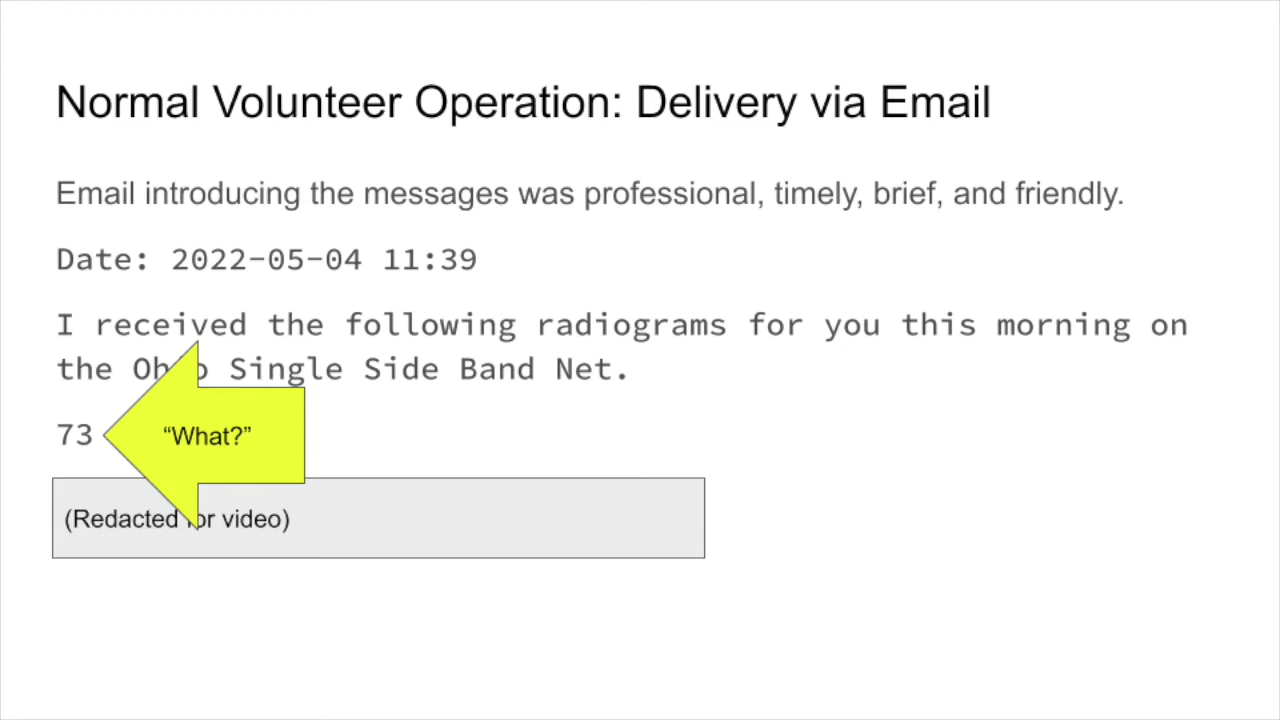 Normal Volunteer Operation: Delivery via Email
Email introducing the messages was professional, timely, brief, and friendly.
Date: 2022-05-04 11:39
I received the following radiograms for you this morning on
the Ohio Single Side Band Net.
73
“What?”
(Redacted for video)